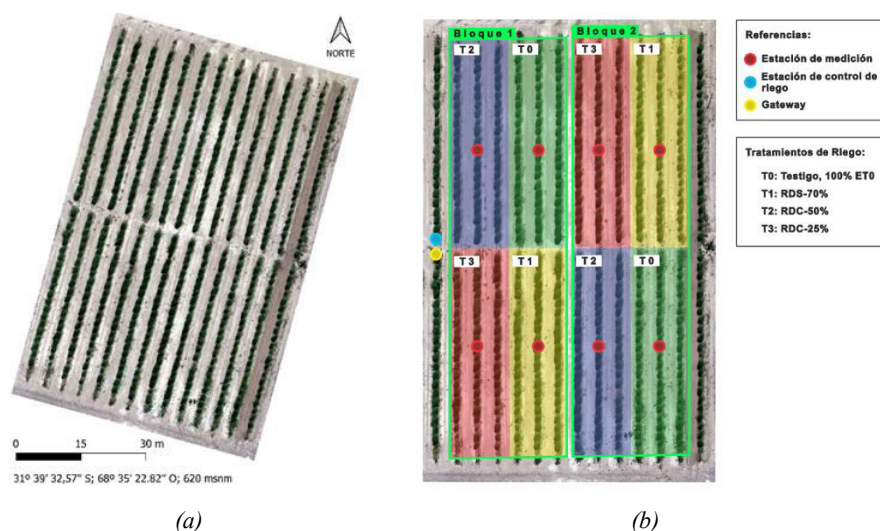 NORTE
0 15 30 m
31º 39' 32,57" S; 68º 35' 22.82" O; 620 msnm
(a)
Bloque 1
Bloque 2
T2 T0 T3 T1
T3 T1 T2 T0
(b)
Referencias:
Estación de medición
Estación de control de
riego
Gateway
Tratamientos de Riego:
T0: Testigo, 100% ET0
T1: RDS-70%
T2: RDC-50%
T3: RDC-25%